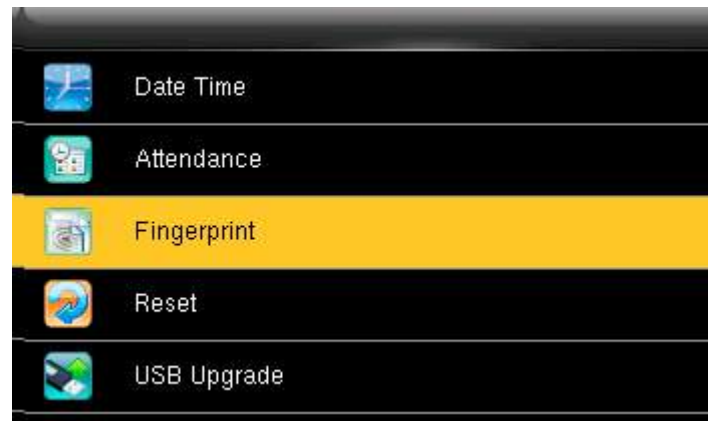 Date Time
Attendance
Fingerprint
Reset
USB Upgrade